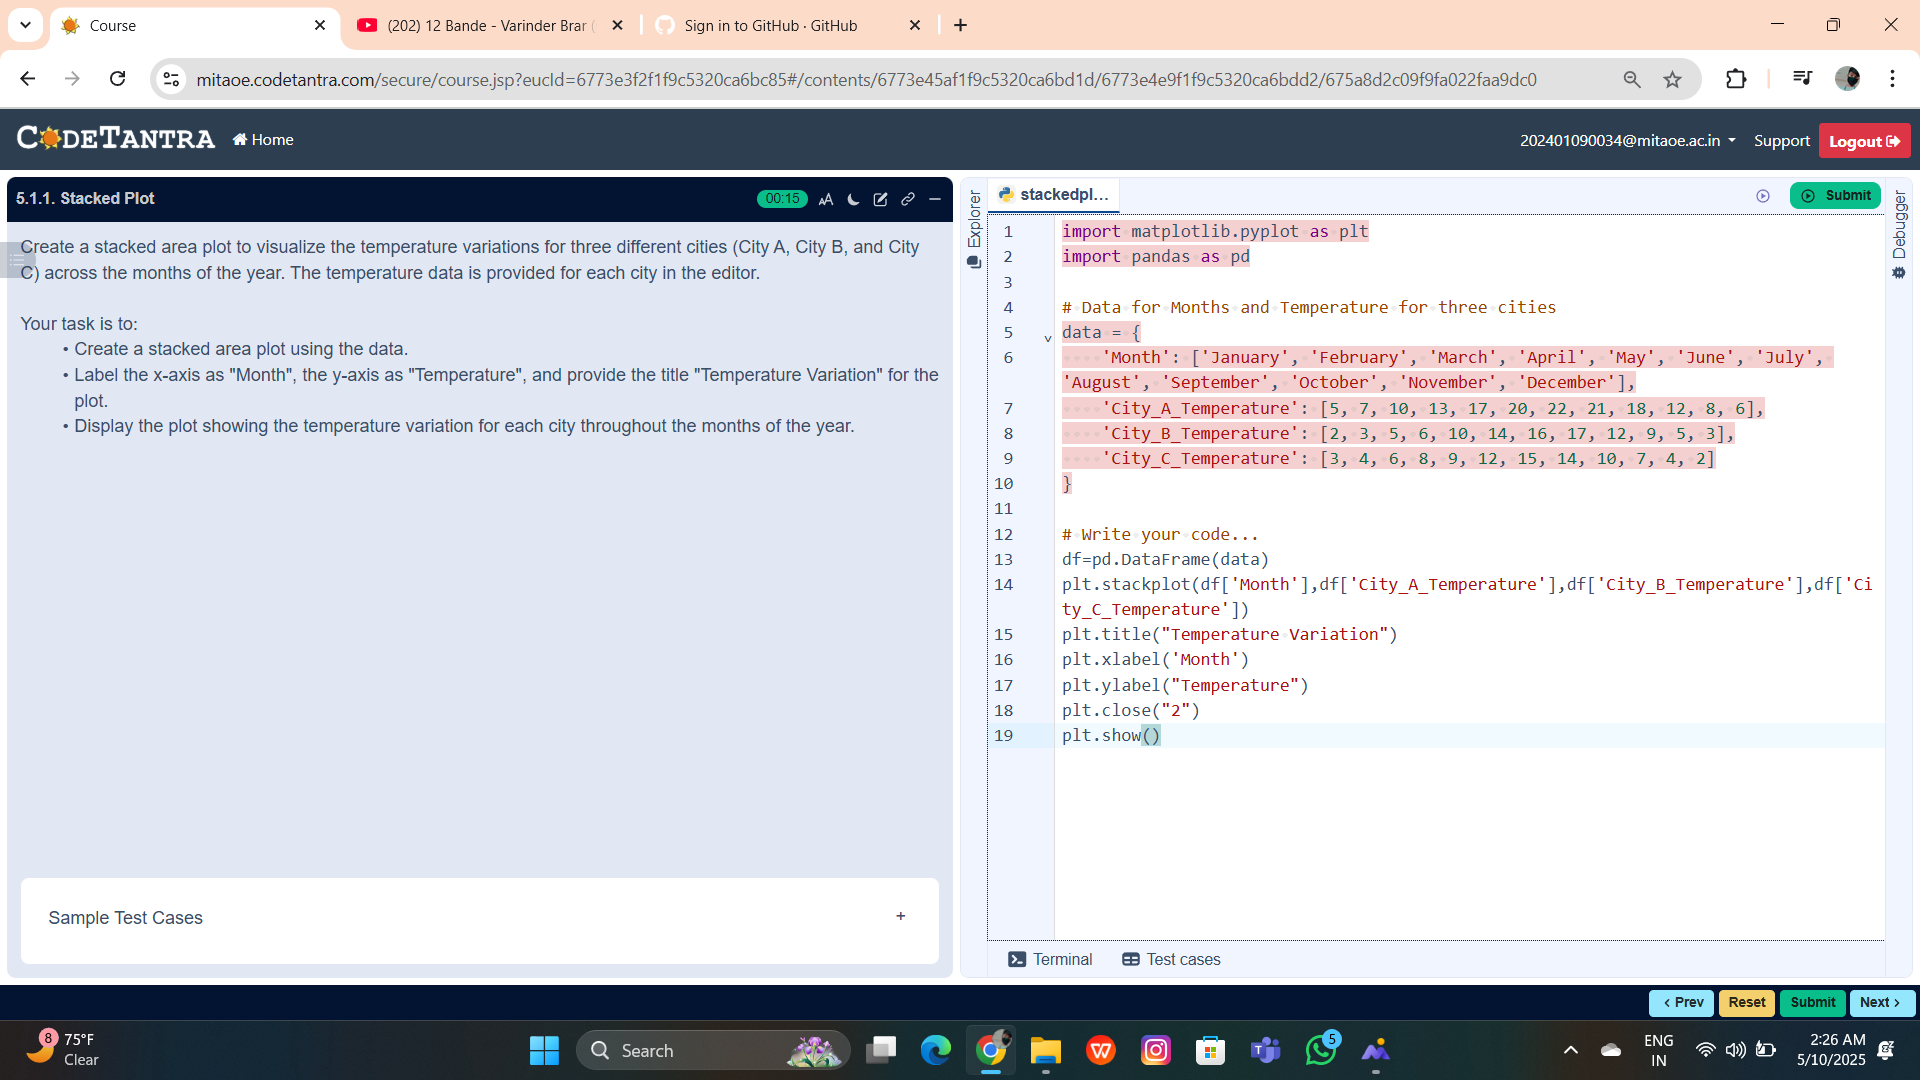 Course
(202) 12 Bande - Varinder Brar (
Sign in to GitHub · GitHub
mitaoe.codetantra.com/secure/course.jsp?eucId=6773e3f2f1f9c5320ca6bc85#/contents/6773e45af1f9c5320ca6bd1d/6773e4e9f1f9c5320ca6bdd2/675a8d2c09f9fa022faa9dc0
CODETANTRA
Home
202401090034@mitaoe.ac.in
Support
Logout
5.1.1. Stacked Plot
00:15
Create a stacked area plot to visualize the temperature variations for three different cities (City A, City B, and City
C) across the months of the year. The temperature data is provided for each city in the editor.
Your task is to:
• Create a stacked area plot using the data.
• Label the x-axis as "Month", the y-axis as "Temperature", and provide the title "Temperature Variation" for the
plot.
• Display the plot showing the temperature variation for each city throughout the months of the year.
Sample Test Cases
+
Explorer
stackedpl...
Submit
Debugger
1 import matplotlib.pyplot as plt
2 import pandas as pd
3
4 # Data for Months and Temperature for three cities
5 data = {
6 'Month': ['January', 'February', 'March', 'April', 'May', 'June', 'July',
'August', 'September', 'October', 'November', 'December'],
7 'City_A_Temperature': [5, 7, 10, 13, 17, 20, 22, 21, 18, 12, 8, 6],
8 'City_B_Temperature': [2, 3, 5, 6, 10, 14, 16, 17, 12, 9, 5, 3],
9 'City_C_Temperature': [3, 4, 6, 8, 9, 12, 15, 14, 10, 7, 4, 2]
10 }
11
12 # Write your code...
13 df=pd.DataFrame(data)
14 plt.stackplot(df['Month'],df['City_A_Temperature'],df['City_B_Temperature'],df['Ci
ty_C_Temperature'])
15 plt.title("Temperature Variation")
16 plt.xlabel('Month')
17 plt.ylabel("Temperature")
18 plt.close("2")
19 plt.show()
Terminal
Test cases
< Prev
Reset
Submit
Next >
8
75°F
Clear
Search
5
ENG
IN
2:26 AM
5/10/2025